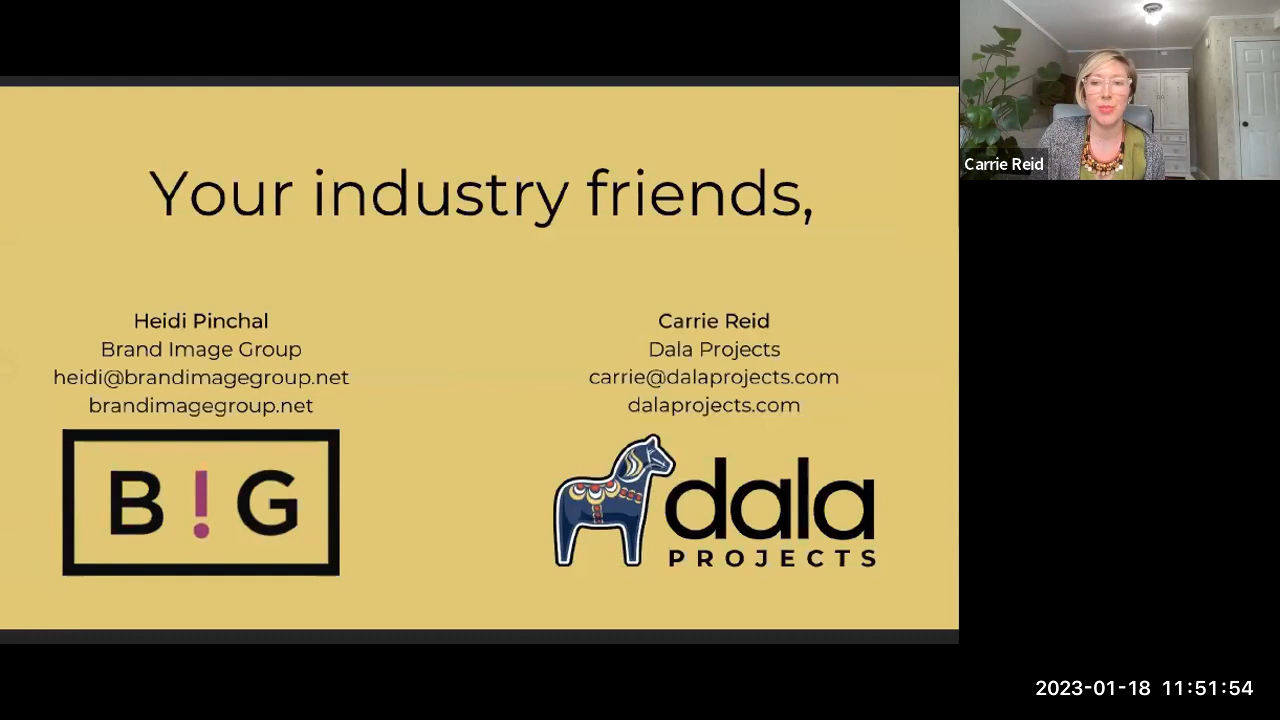 Your industry friends,
Heidi Pinchal
Brand Image Group
heidi@brandimagegroup.net
brandimagegroup.net
B!G
Carrie Reid
Dala Projects
carrie@dalaprojects.com
dalaprojects.com
dala
PROJECTS
Carrie Reid
2023-01-18 11:51:54